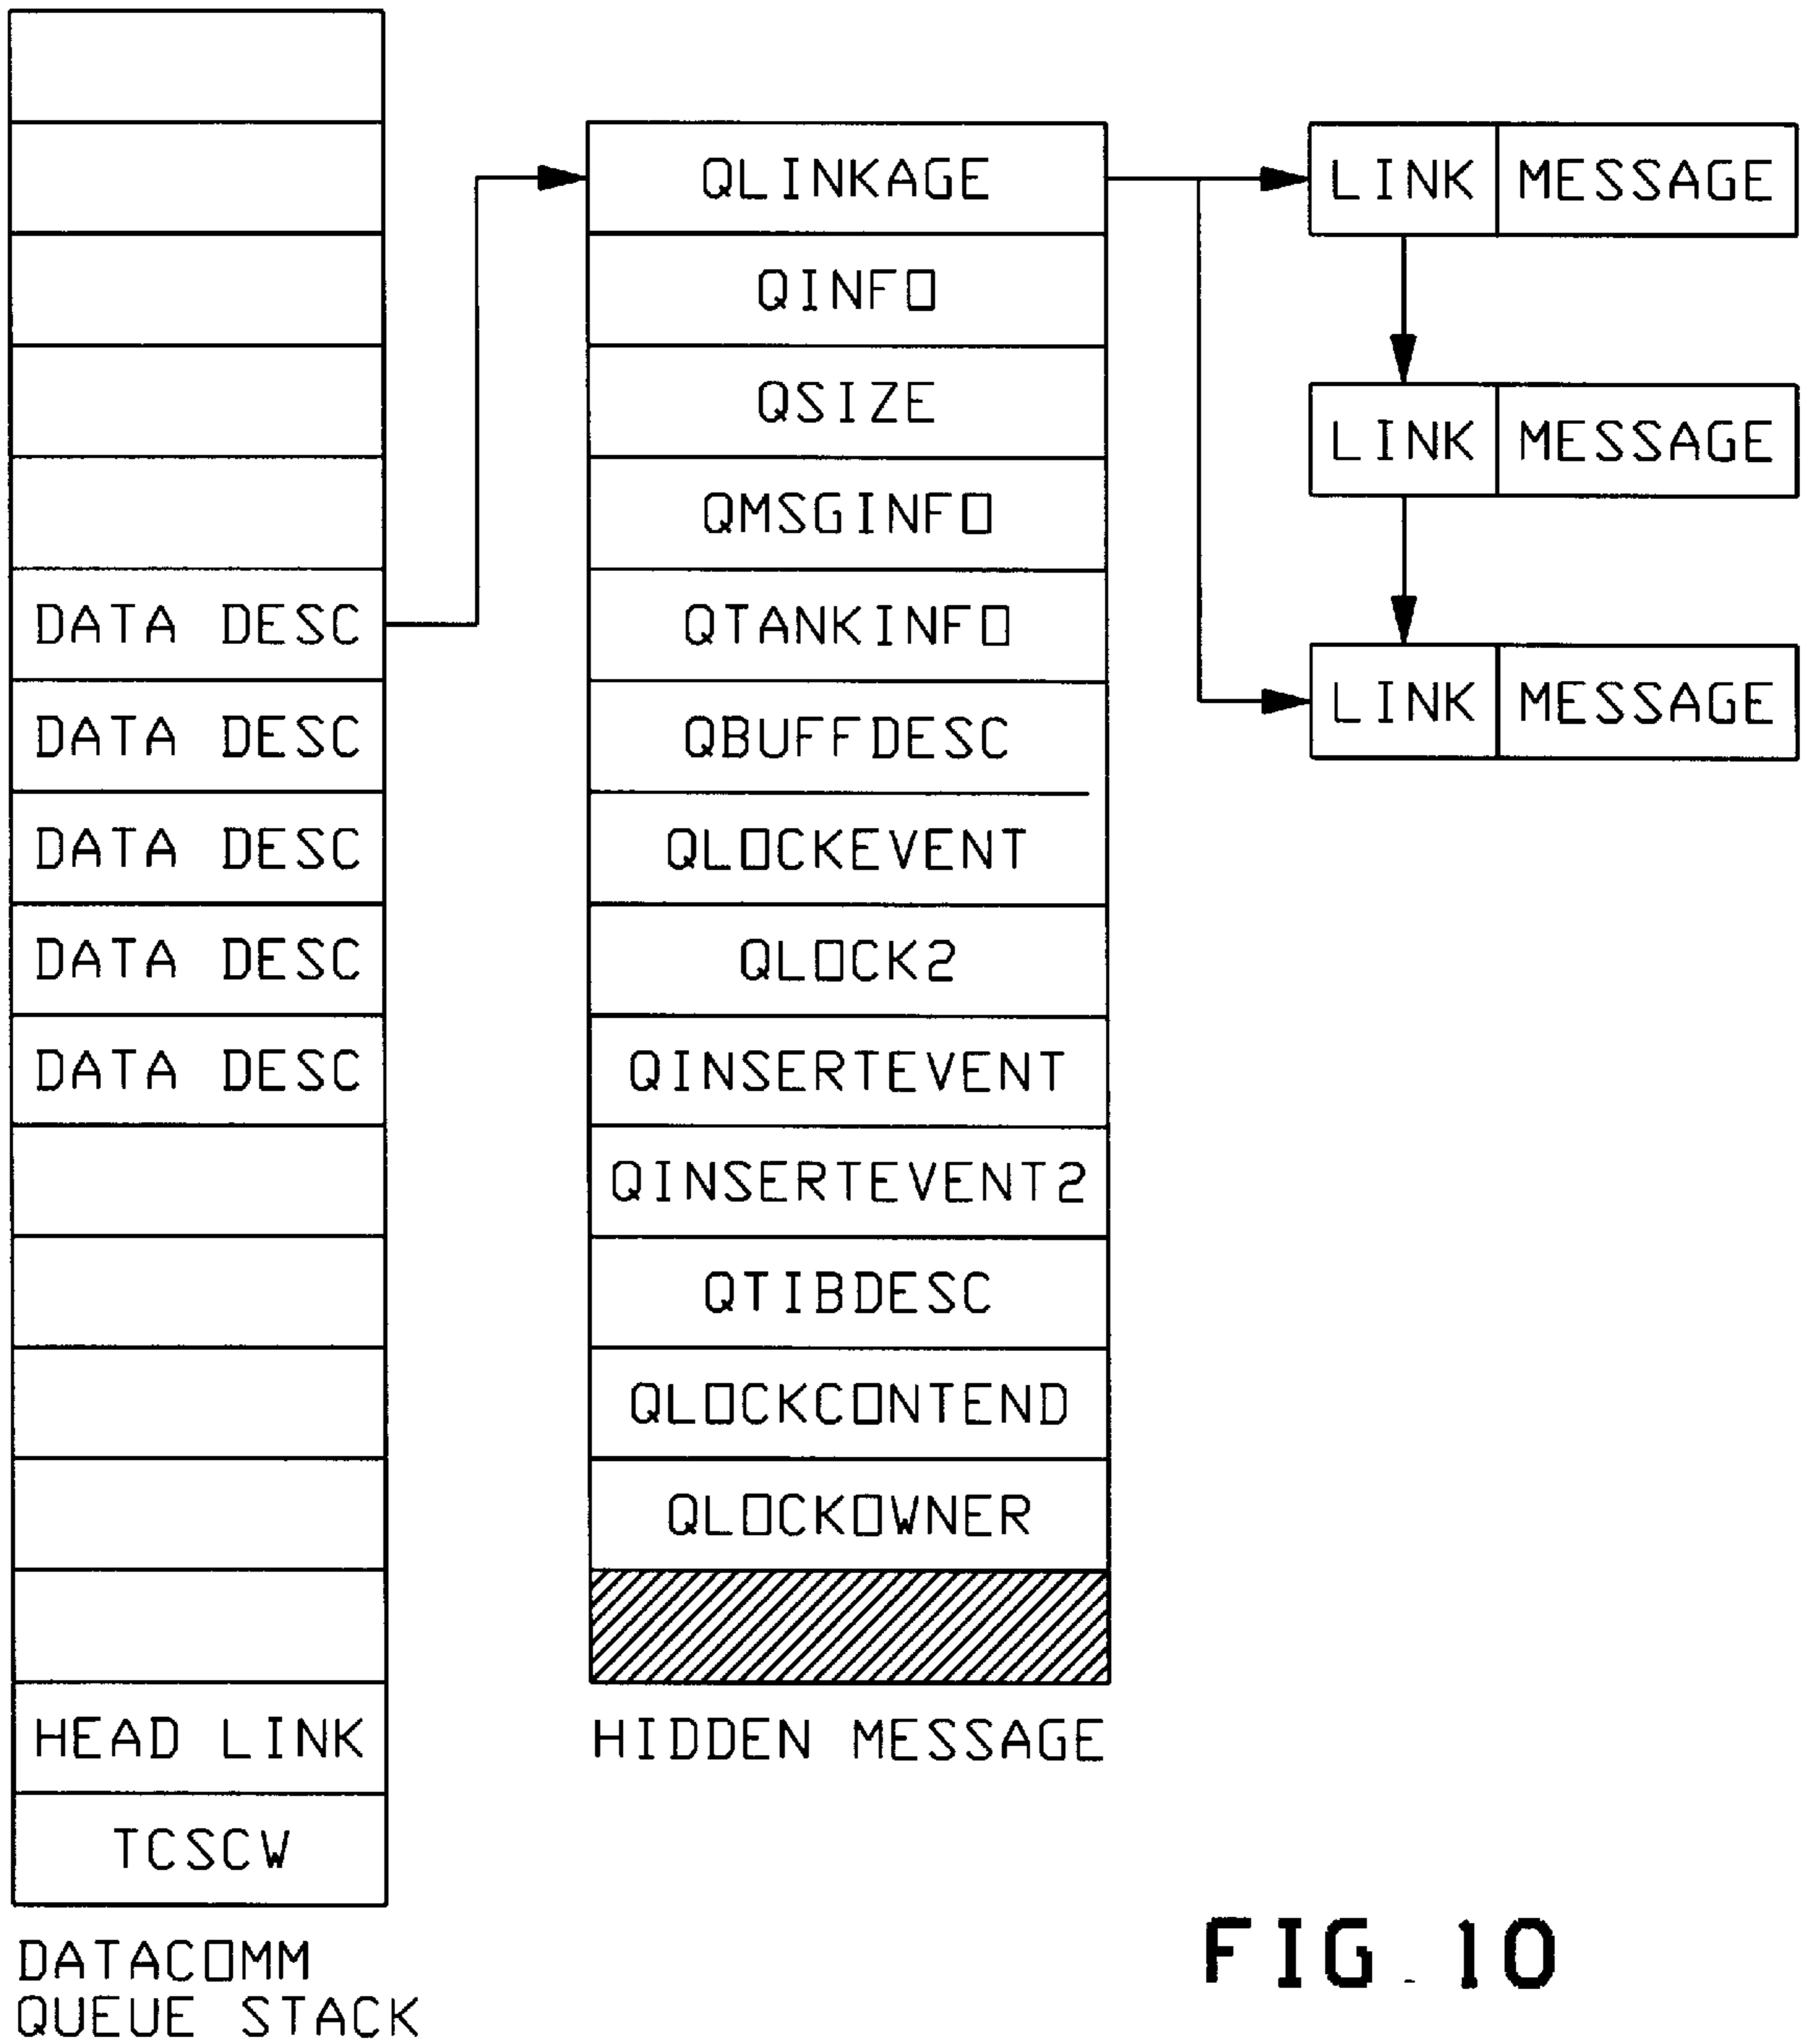 DATA DESC
DATA DESC
DATA DESC
DATA DESC
DATA DESC
HEAD LINK
TCSCW
DATACOMM
QUEUE STACK
QLINKAGE
QINFO
QSIZE
QMSGINFO
QTANKINFO
QBUFFDESC
QLOCKEVENT
QLOCK2
QINSERTEVENT
QINSERTEVENT2
QTIBDESC
QLOCKCONTEND
QLOCKOWNER
HIDDEN MESSAGE
LINK MESSAGE
LINK MESSAGE
LINK MESSAGE
FIG. 10